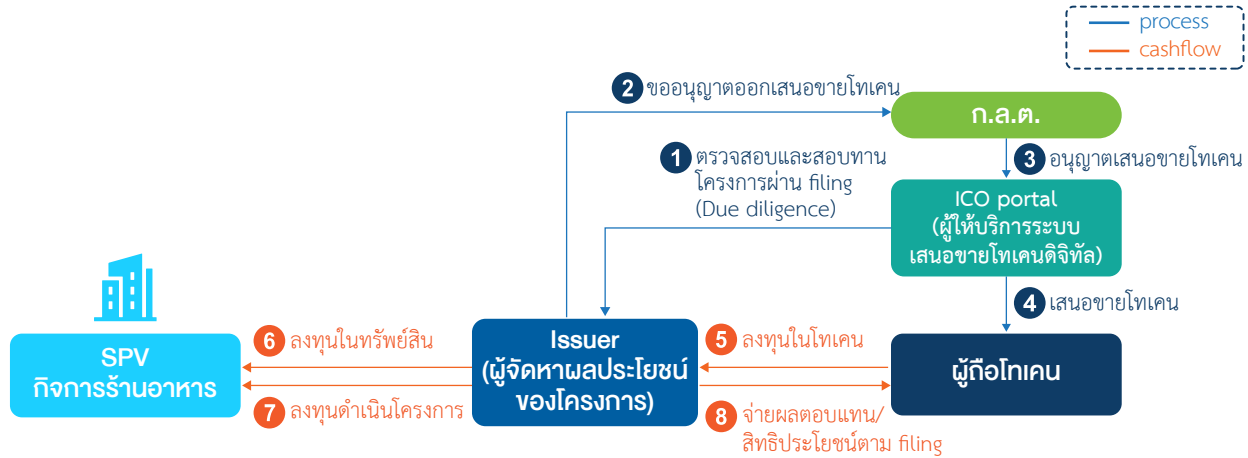 process
cashflow
2 ขออนุญาตออกเสนอขายโทเคน
ก.ล.ต.
1 ตรวจสอบและสอบทาน
โครงการผ่าน filing
(Due diligence)
3 อนุญาตเสนอขายโทเคน
ICO portal
(ผู้ให้บริการระบบ
เสนอขายโทเคนดิจิทัล)
4 เสนอขายโทเคน
SPV
กิจการร้านอาหาร
6 ลงทุนในทรัพย์สิน
7 ลงทุนดำเนินโครงการ
Issuer
(ผู้จัดหาผลประโยชน์
ของโครงการ)
5 ลงทุนในโทเคน
8 จ่ายผลตอบแทน/
สิทธิประโยชน์ตาม filing
ผู้ถือโทเคน